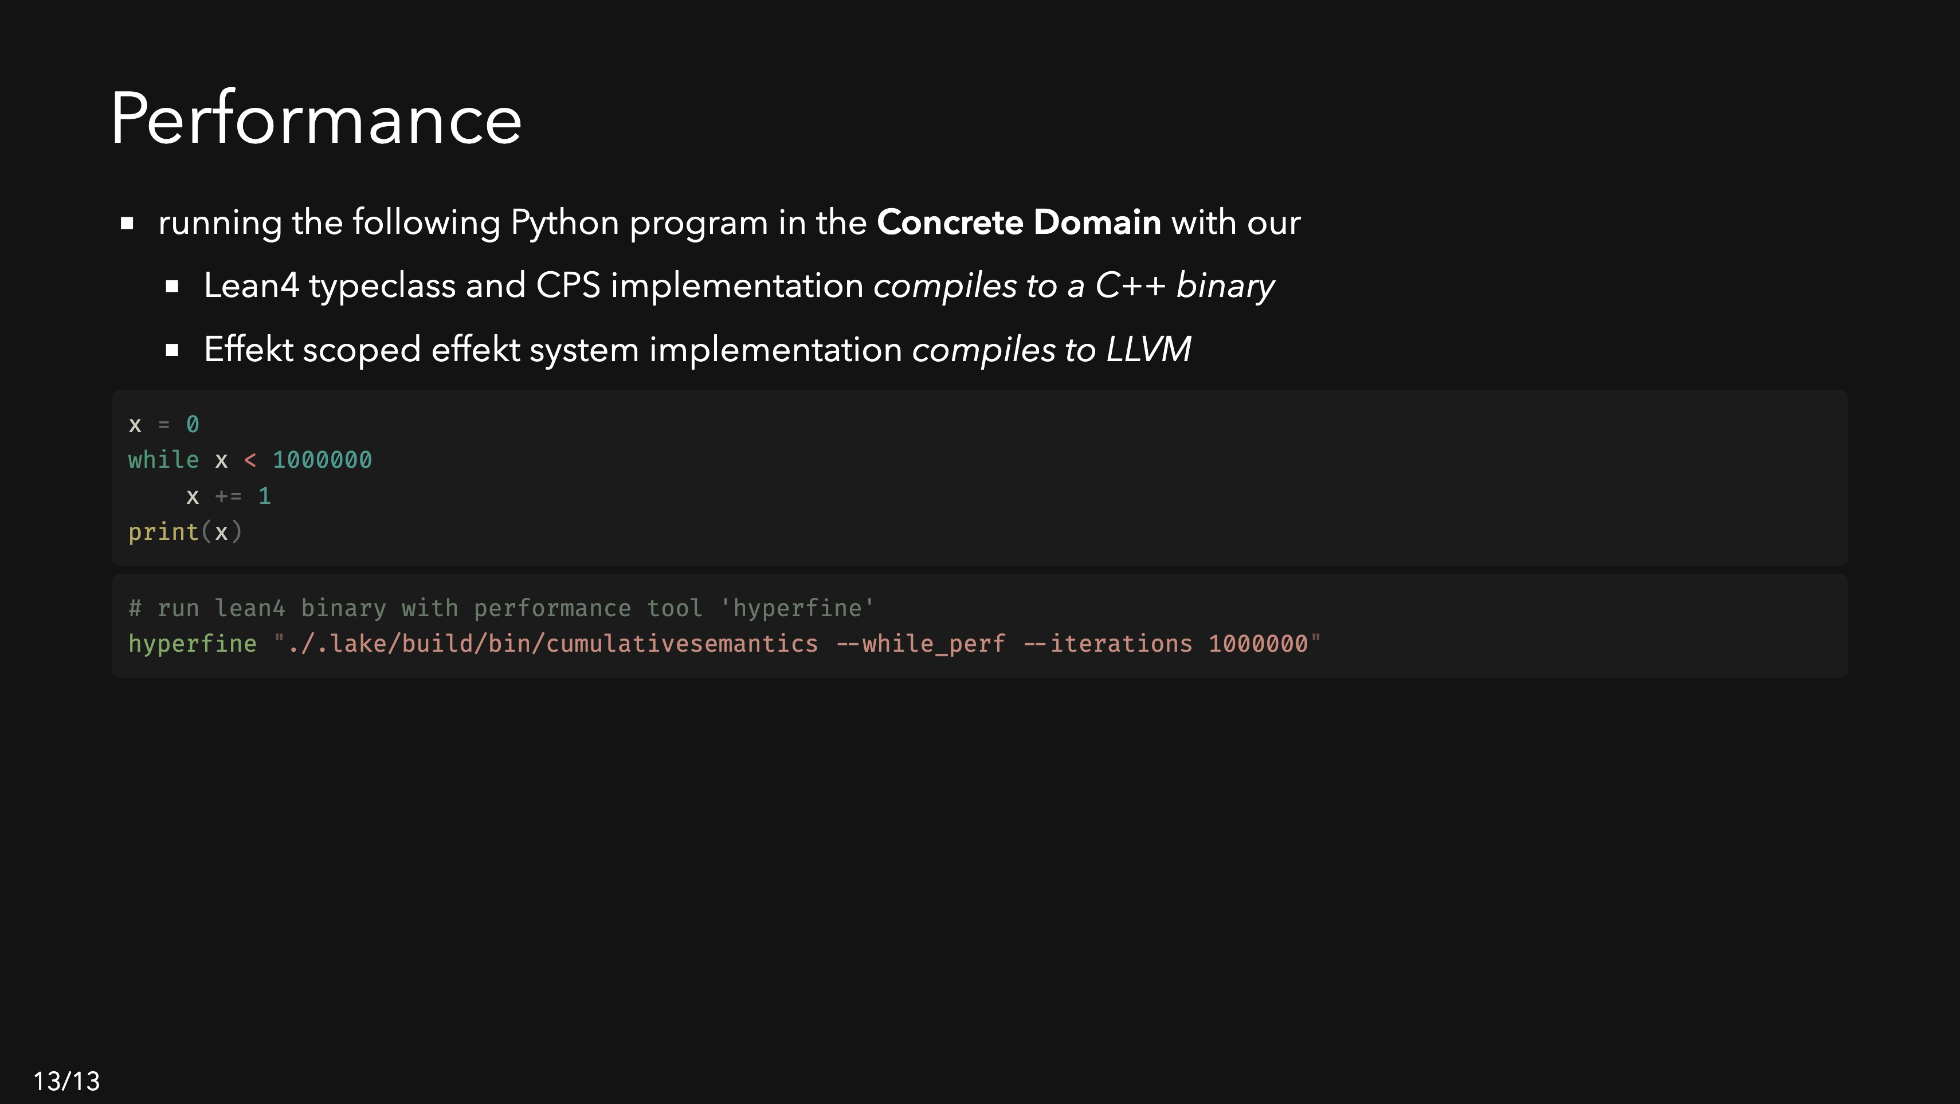 Performance
running the following Python program in the Concrete Domain with our
Lean4 typeclass and CPS implementation compiles to a C++ binary
Effekt scoped effekt system implementation compiles to LLVM
x = 0
while x < 1000000
    x += 1
print(x)
# run lean4 binary with performance tool 'hyperfine'
hyperfine "./.lake/build/bin/cumulativesemantics --while_perf --iterations 1000000"
13/13